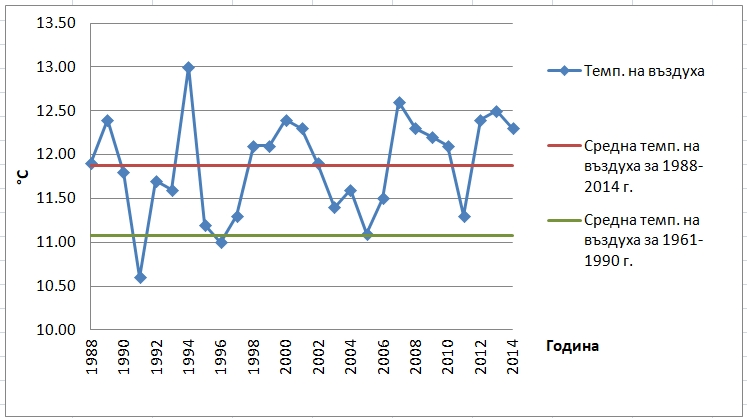 13.50
13.00
12.50
12.00
11.50
11.00
10.50
10.00
°C
1988
1990
1992
1994
1996
1998
2000
2002
2004
2006
2008
2010
2012
2014
Година
Темп. на въздуха
Средна темп. на
въздуха за 1988-
2014 г.
Средна темп. на
въздуха за 1961-
1990 г.